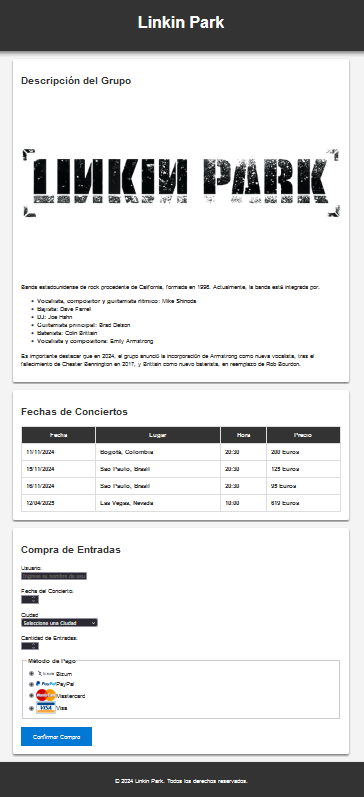 Linkin Park
Descripción del Grupo
LINKIN PARK
Banda estadounidense de rock procedente de California, formada en 1996. Actualmente, la banda está integrada por:
Vocalista, compositor y guitarrista rítmico: Mike Shinoda
Bajista: Dave Farrell
DJ: Joe Hahn
Guitarrista principal: Brad Delson
Baterista: Colin Brittain
Vocalista y compositora: Emily Armstrong
Es importante destacar que en 2024, el grupo anunció la incorporación de Armstrong como nueva vocalista, tras el
fallecimiento de Chester Bennington en 2017, y Brittain como nuevo baterista, en reemplazo de Rob Bourdon.
Fechas de Conciertos
Fecha Lugar Hora Precio
11/11/2024 Bogotá, Colombia 20:30 200 Euros
15/11/2024 Sao Paulo, Brasil 20:30 125 Euros
16/11/2024 Sao Paulo, Brasil 20:30 95 Euros
12/04/2025 Las Vegas, Nevada 10:00 619 Euros
Compra de Entradas
Usuario:
Fecha del Concierto:
Ciudad
Seleccione una Ciudad
Cantidad de Entradas:
Método de Pago
bizum Bizum
PayPal PayPal
MasterCard Mastercard
VISA Visa
Confirmar Compra
© 2024 Linkin Park. Todos los derechos reservados.